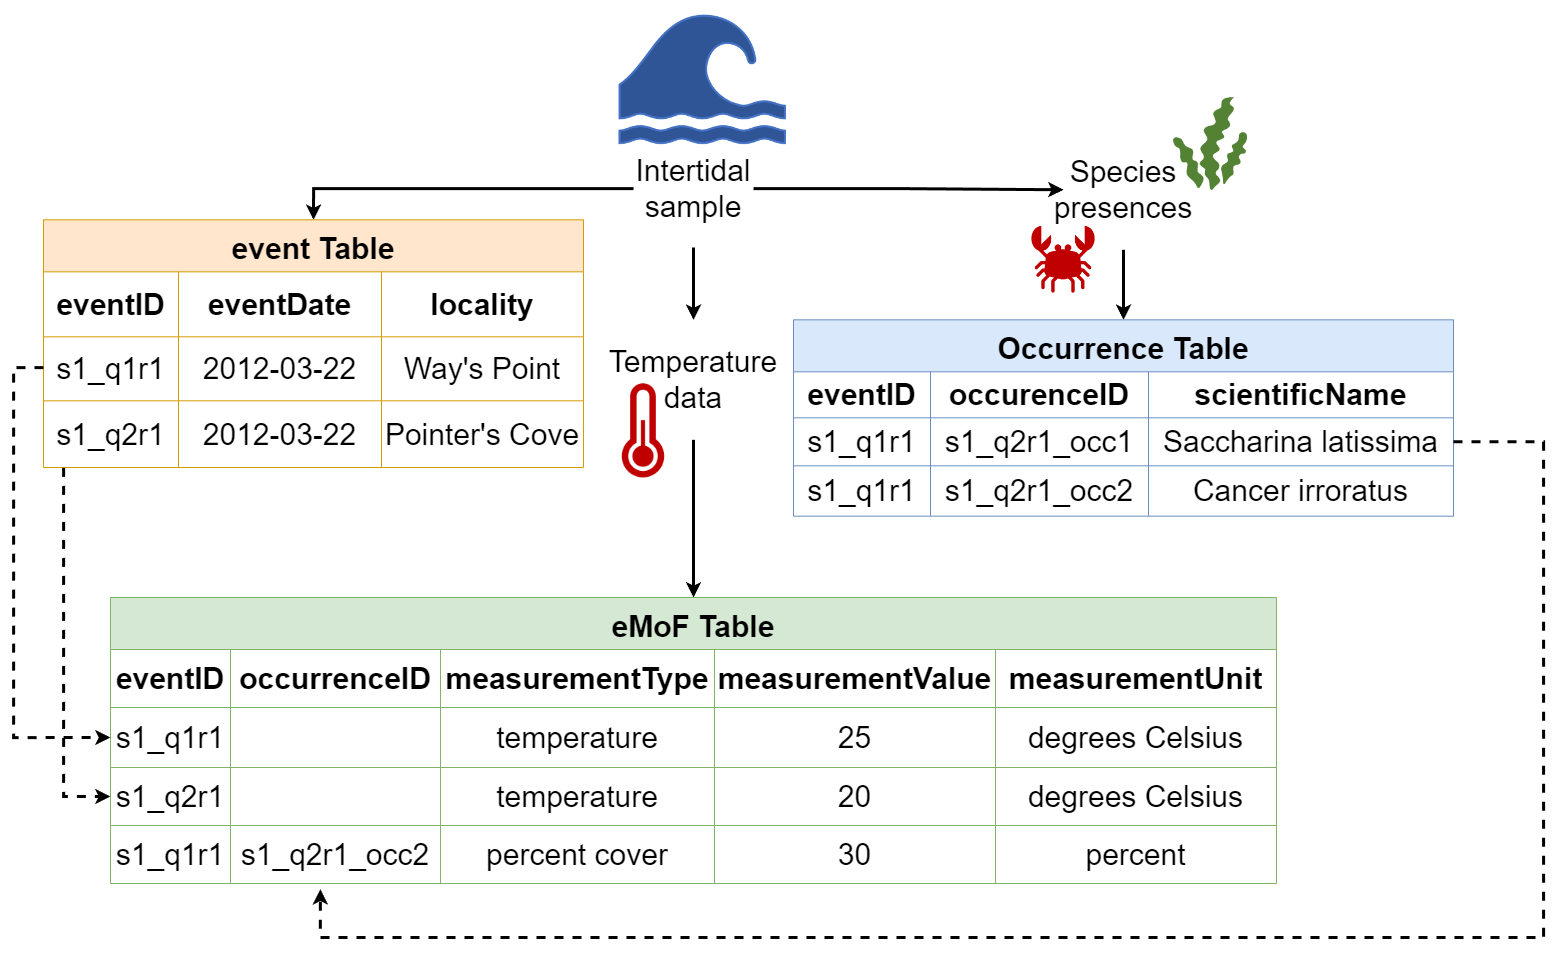 Intertidal
sample
Species
presences
event Table
eventID eventDate locality
s1_q1r1 2012-03-22 Way's Point
s1_q2r1 2012-03-22 Pointer's Cove
Temperature
data
Occurrence Table
eventID occurenceID scientificName
s1_q1r1 s1_q2r1_occ1 Saccharina latissima
s1_q1r1 s1_q2r1_occ2 Cancer irroratus
eMoF Table
eventID occurrenceID measurementType measurementValue measurementUnit
s1_q1r1 temperature 25 degrees Celsius
s1_q2r1 temperature 20 degrees Celsius
s1_q1r1 s1_q2r1_occ2 percent cover 30 percent